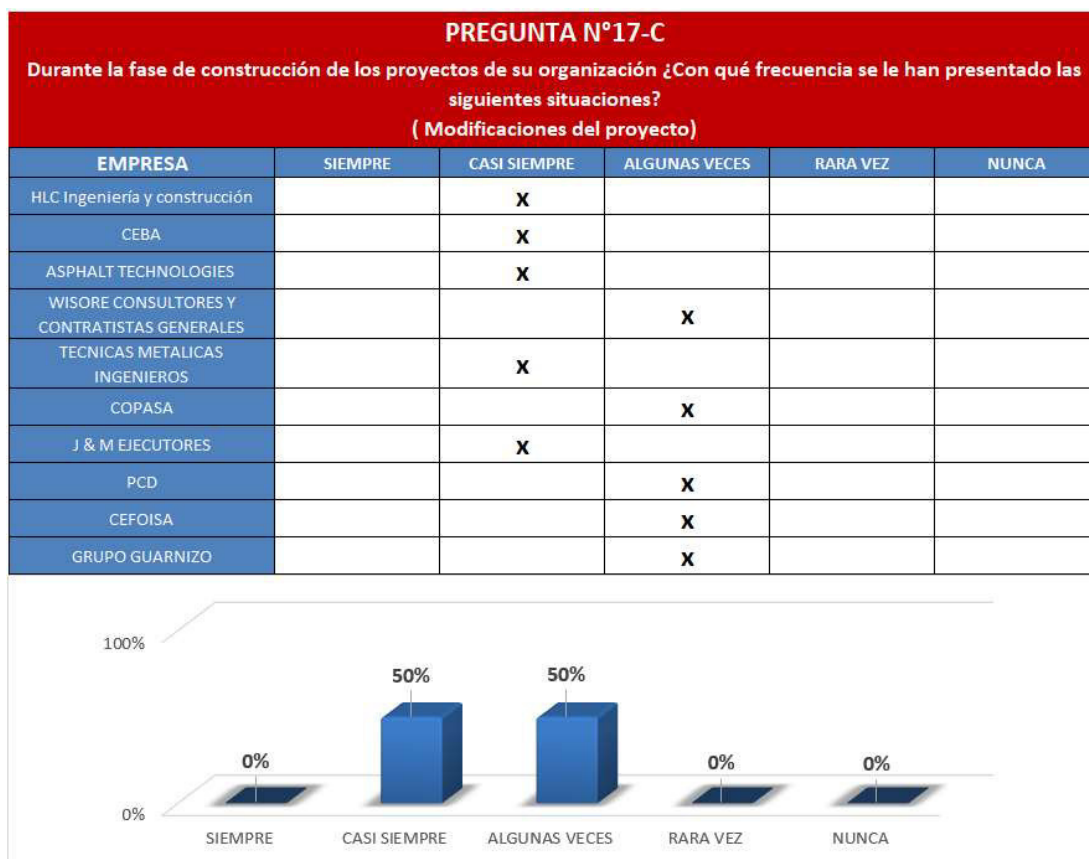 PREGUNTA N°17-C
Durante la fase de construcción de los proyectos de su organización ¿Con qué frecuencia se le han presentado las
siguientes situaciones?
( Modificaciones del proyecto)
EMPRESA SIEMPRE CASI SIEMPRE ALGUNAS VECES RARA VEZ NUNCA
HLC Ingeniería y construcción X
CEBA X
ASPHALT TECHNOLOGIES X
WISORE CONSULTORES Y
CONTRATISTAS GENERALES X
TECNICAS METALICAS
INGENIEROS X
COPASA X
J & M EJECUTORES X
PCD X
CEFOISA X
GRUPO GUARNIZO X
100%
50% 50%
0% 0% 0%
0%
SIEMPRE CASI SIEMPRE ALGUNAS VECES RARA VEZ NUNCA